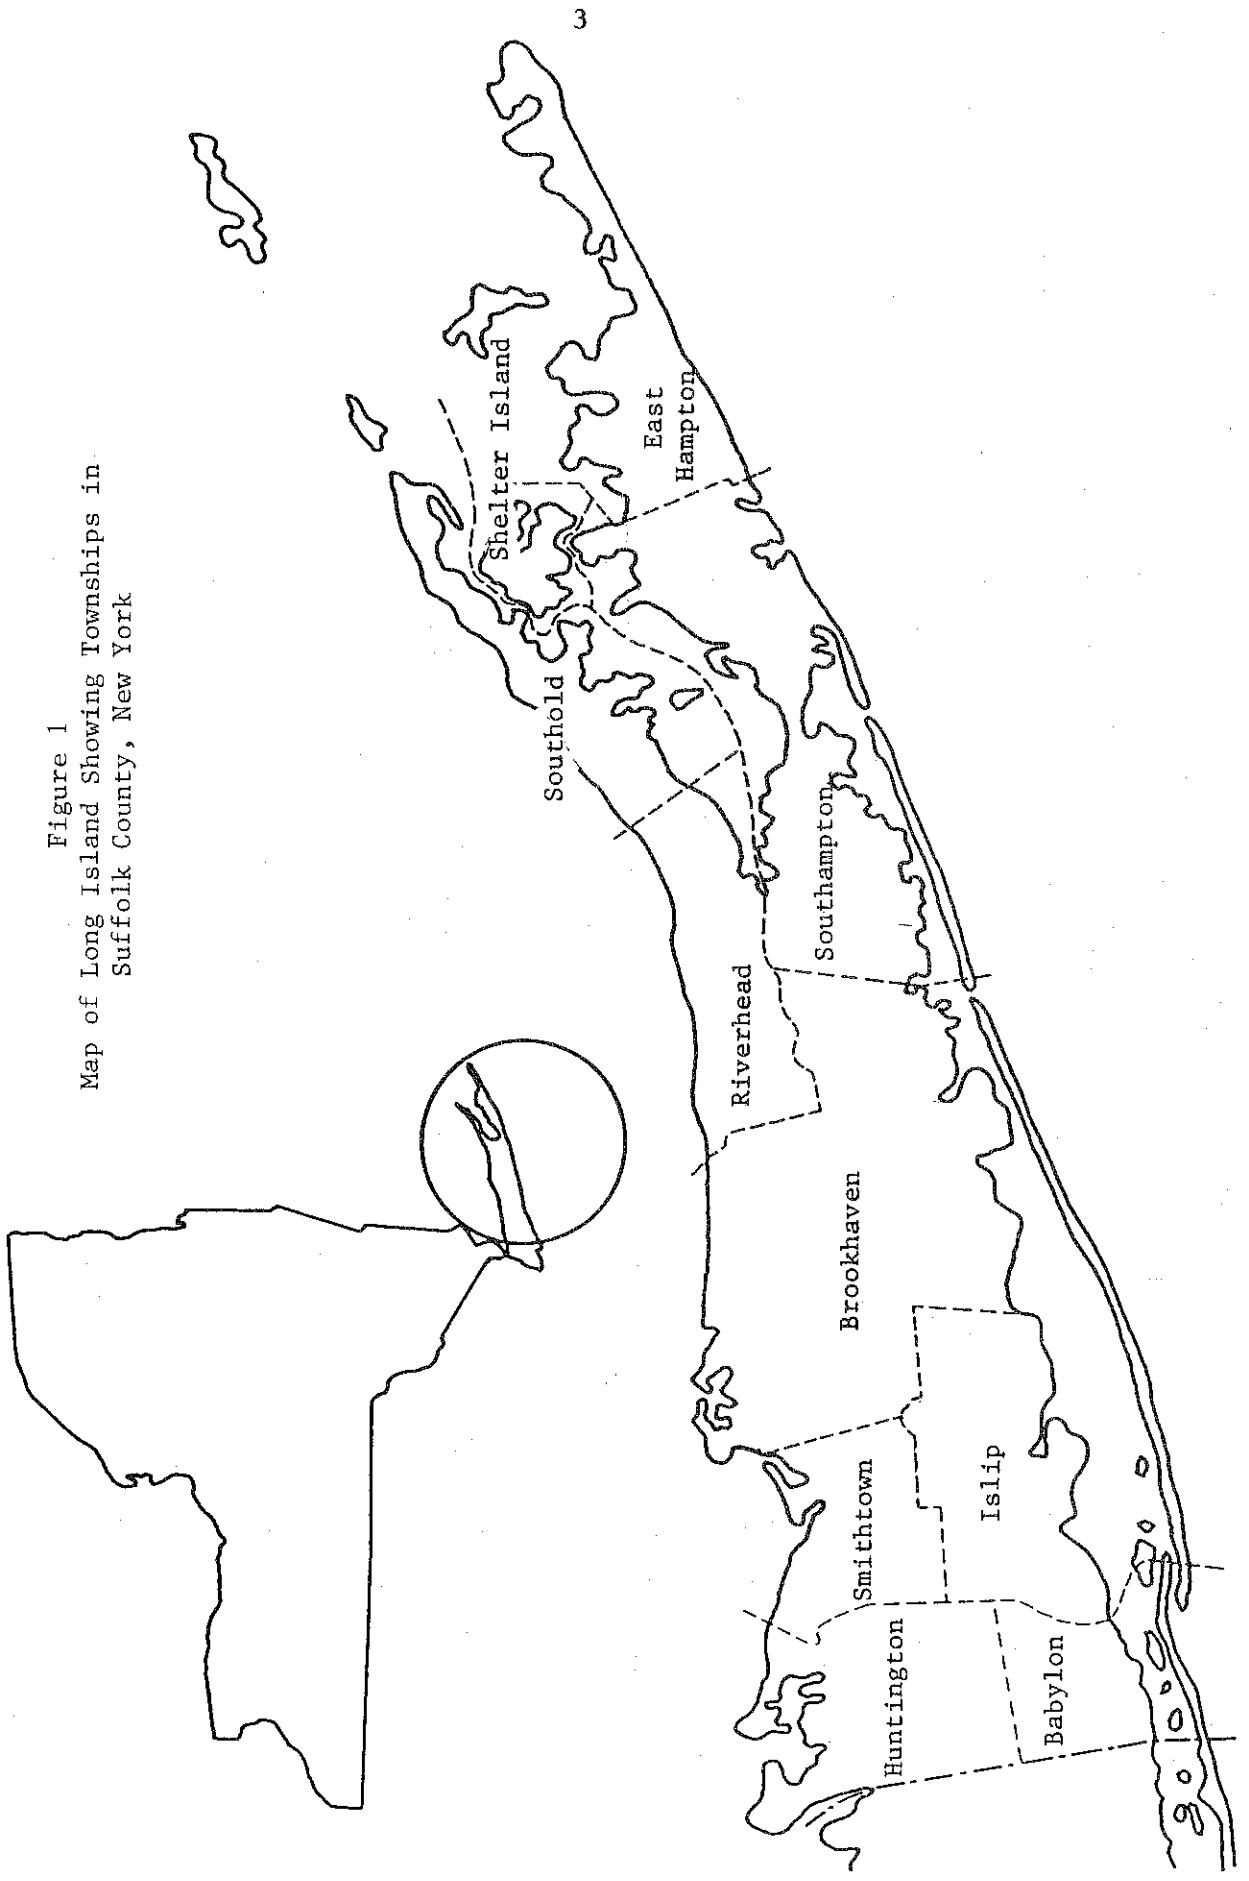 3
Figure 1
Map of Long Island Showing Townships in
Suffolk County, New York
Shelter Island
East
Hampton
Southold
Southampton
Riverhead
Brookhaven
Smithtown
Islip
Huntington
Babylon